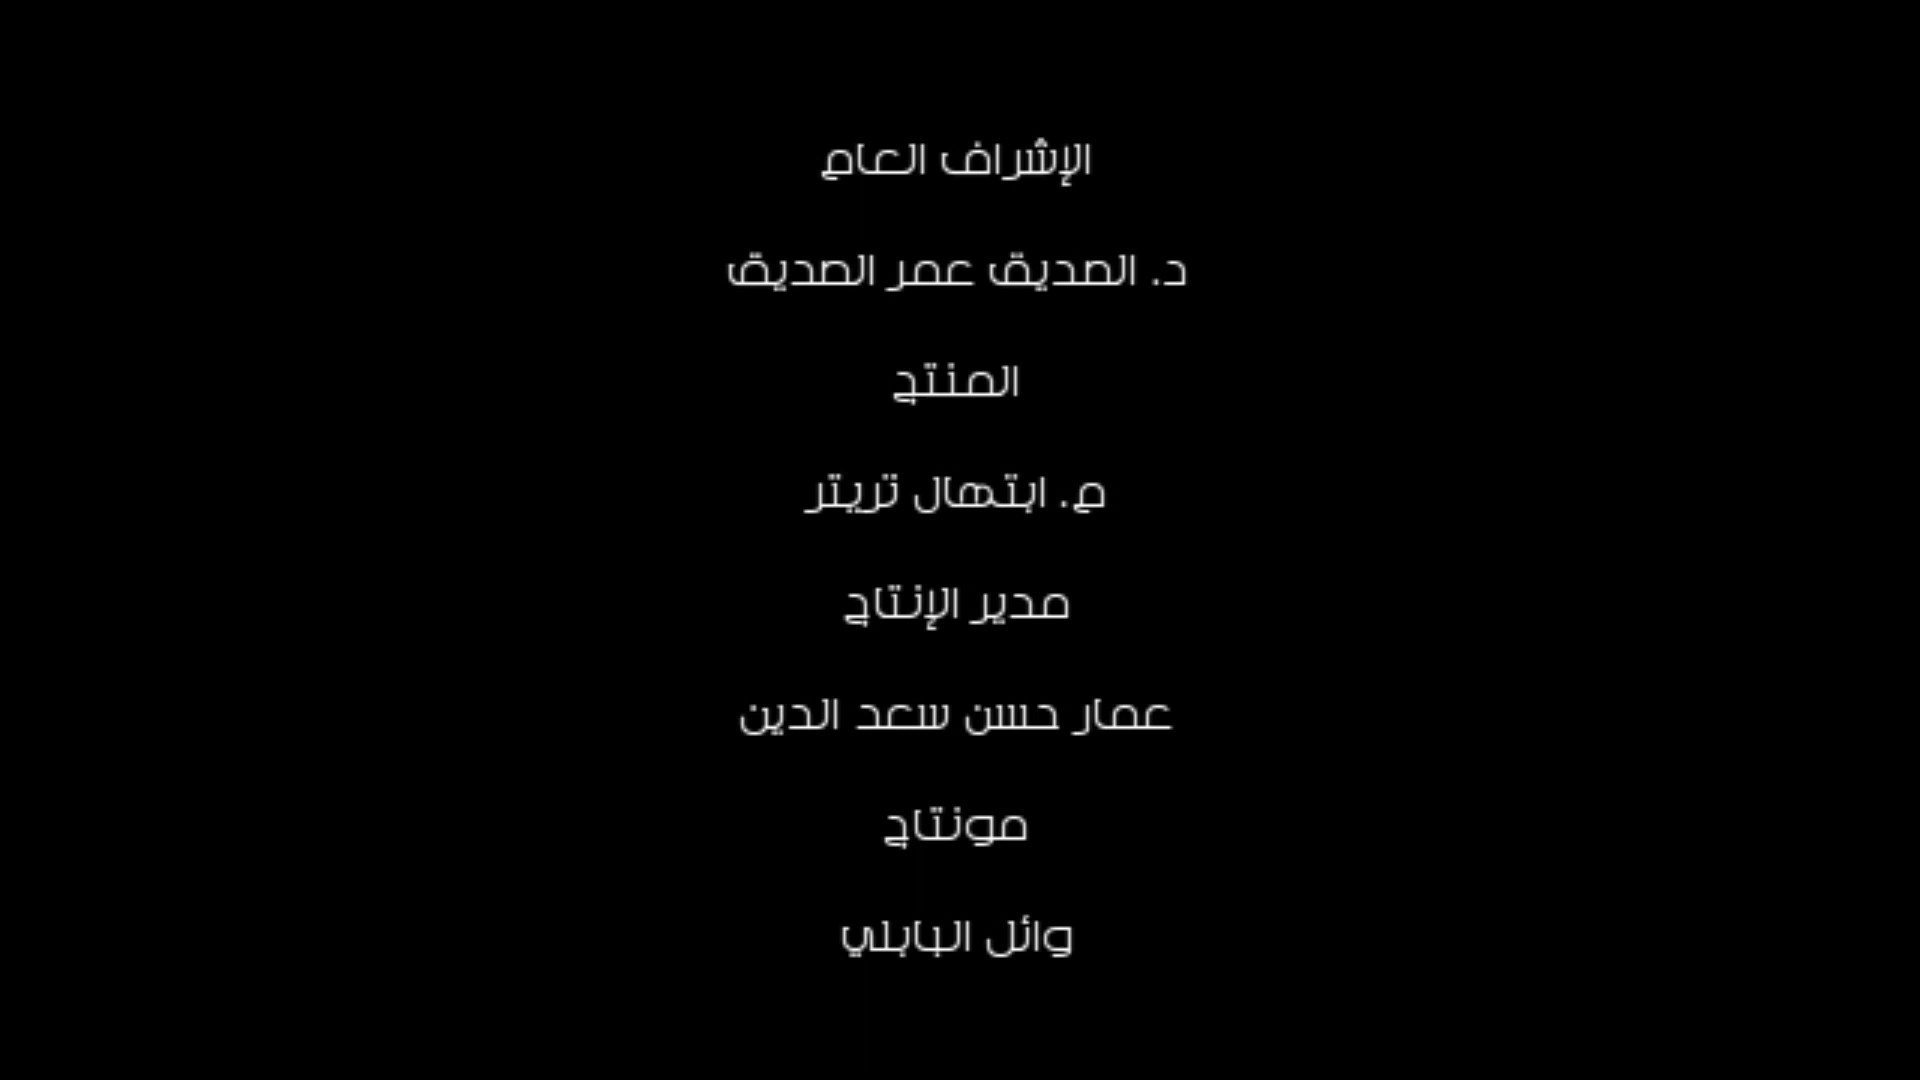 الإشراف العام
د. الصديق عمر الصديق
المنتج
م. ابتهال تريتر
مدير الإنتاج
عمار حسن سعد الدين
مونتاج
وائل البابلي